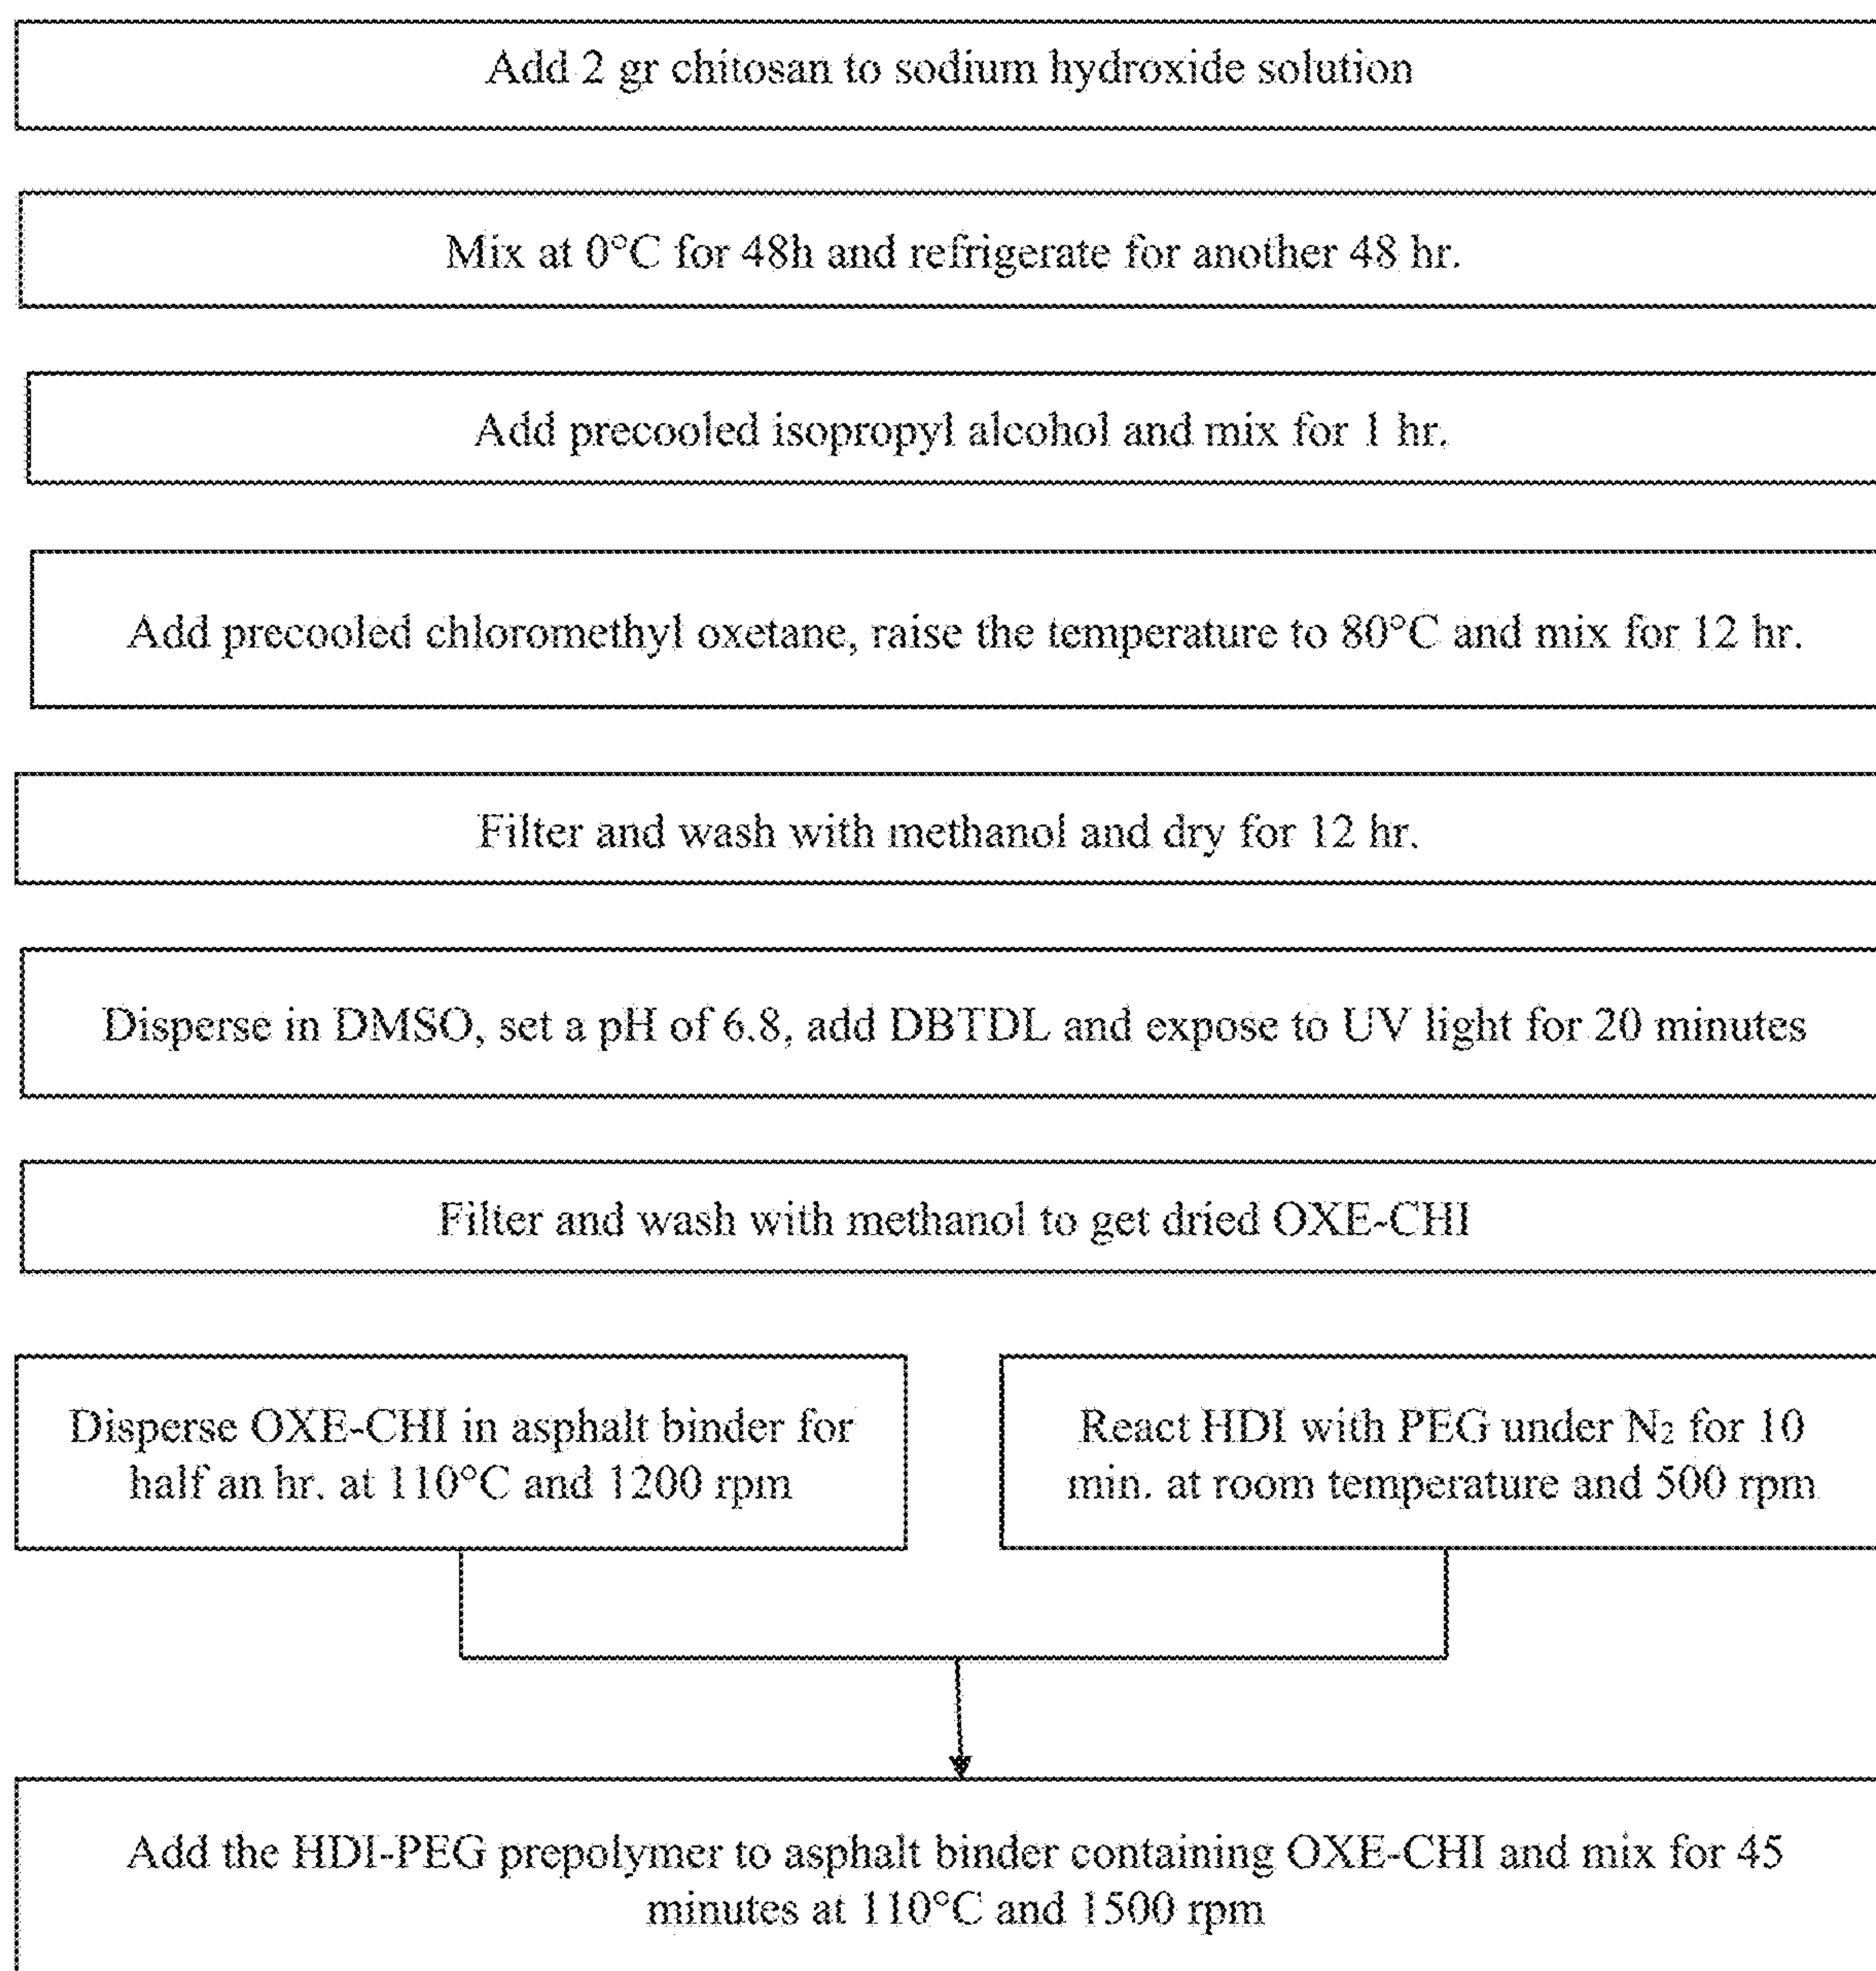 Add 2 gr chitosan to sodium hydroxide solution
Mix at 0°C for 48h and refrigerate for another 48 hr.
Add precooled isopropyl alcohol and mix for 1 hr.
Add precooled chloromethyl oxetane, raise the temperature to 80°C and mix for 12 hr.
Filter and wash with methanol and dry for 12 hr.
Disperse in DMSO, set a pH of 6.8, add DBTDL and expose to UV light for 20 minutes
Filter and wash with methanol to get dried OXE-CHI
Disperse OXE-CHI in asphalt binder for
half an hr. at 110°C and 1200 rpm
React HDI with PEG under N₂ for 10
min. at room temperature and 500 rpm
Add the HDI-PEG prepolymer to asphalt binder containing OXE-CHI and mix for 45
minutes at 110°C and 1500 rpm